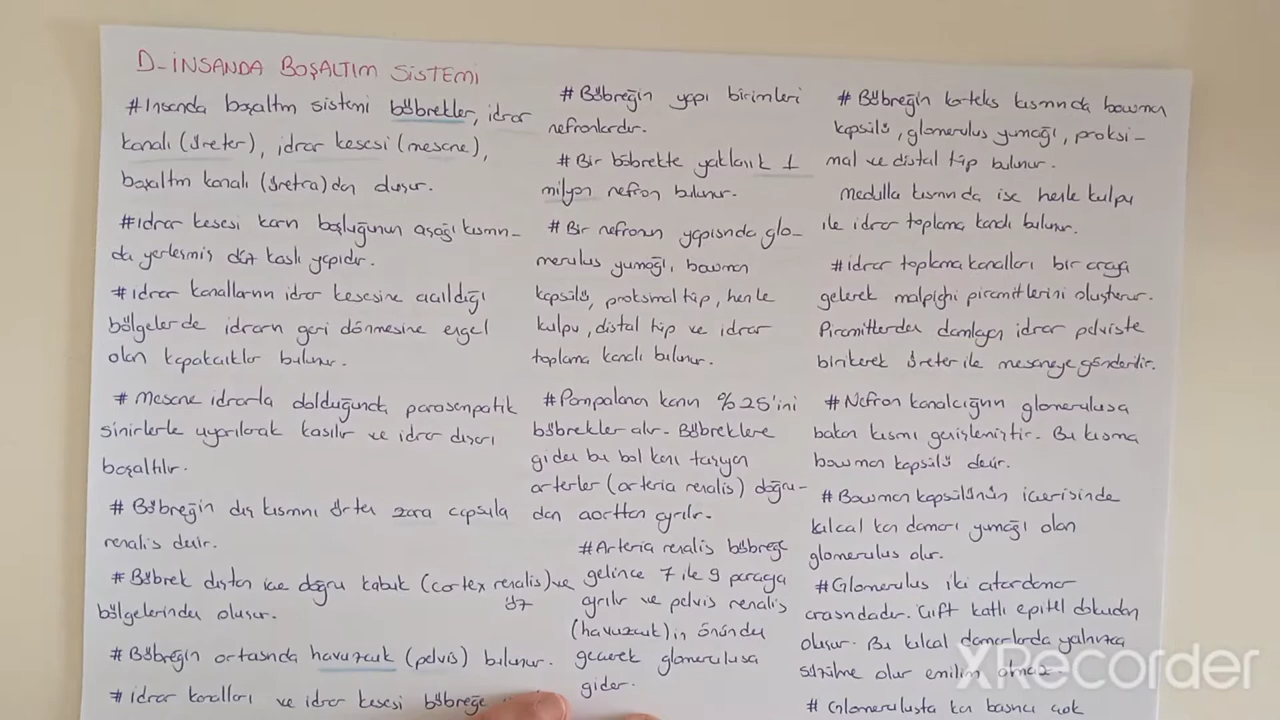 D-İNSANDA BOŞALTIM SİSTEMİ
#İnsanda boşaltım sistemi böbrekler, idrar
kanalı (üreter), idrar kesesi (mesane),
boşaltım kanalı (üretra)'dan oluşur.
#İdrar kesesi karın boşluğunun aşağı kısmın-
da yerleşmiş düz kaslı yapıdır.
#İdrar kanallarının idrar kesesine açıldığı
bölgelerde idrarın geri dönmesine engel
olan kapakcıklar bulunur.
# Mesane idrarla dolduğunda parasempatik
sinirlerle uyarılarak kasılır ve idrar dışarı
boşaltılır.
# Böbreğin dış kısmını örten zara capsula
renalis denir.
# Böbrek dıştan içe doğru kabuk (cortex renalis) ve
öz
bölgelerinden oluşur.
# Böbreğin ortasında havuzcuk (pelvis) bulunur.
# idrar kanalları ve idrar kesesi böbreğe
# Böbreğin yapı birimleri
nefronlardır.
# Bir böbrekte yaklaşık 1
milyon nefron bulunur.
# Bir nefronun yapısında glo-
merulus yumağı, bowman
kapsülü, proksimal tüp, henle
kulpu, distal tüp ve idrar
toplama kanalı bulunur.
#Pompalanan kanın %25'ini
böbrekler alır. Böbreklere
giden bu bol kanı taşıyan
arterler (arteria renalis) doğru-
dan aorttan ayrılır.
#Arteria renalis böbreğe
gelince 7 ile 9 parçaya
ayrılır ve pelvis renalis
(havuzcuk)'in önünden
geçerek glomerulusa
gider.
# Böbreğin korteks kısmında bowman
kapsülü, glomerulus yumağı, proksi-
mal ve distal tüp bulunur.
Medulla kısmında ise henle kulpu
ile idrar toplama kanalı bulunur.
#idrar toplama kanalları bir araya
gelerek malpighi piramitlerini oluşturur.
Piramitlerden damlayan idrar pelviste
birikerek üreter ile mesaneye gönderilir.
#Nefron kanalcığının glomerulusa
bakan kısmı genişlemiştir. Bu kısma
bowman kapsülü denir.
# Bowman kapsülünün içerisinde
kılcal kan damarı yumağı olan
glomerulus olur.
#Glomerulus iki atardamar
arasındadır. Çift katlı epitel dokudan
oluşur. Bu kılcal damarlarda yalnızca
süzülme olur emilim olmaz.
# Glomerulusta kan basıncı çok
XRecorder